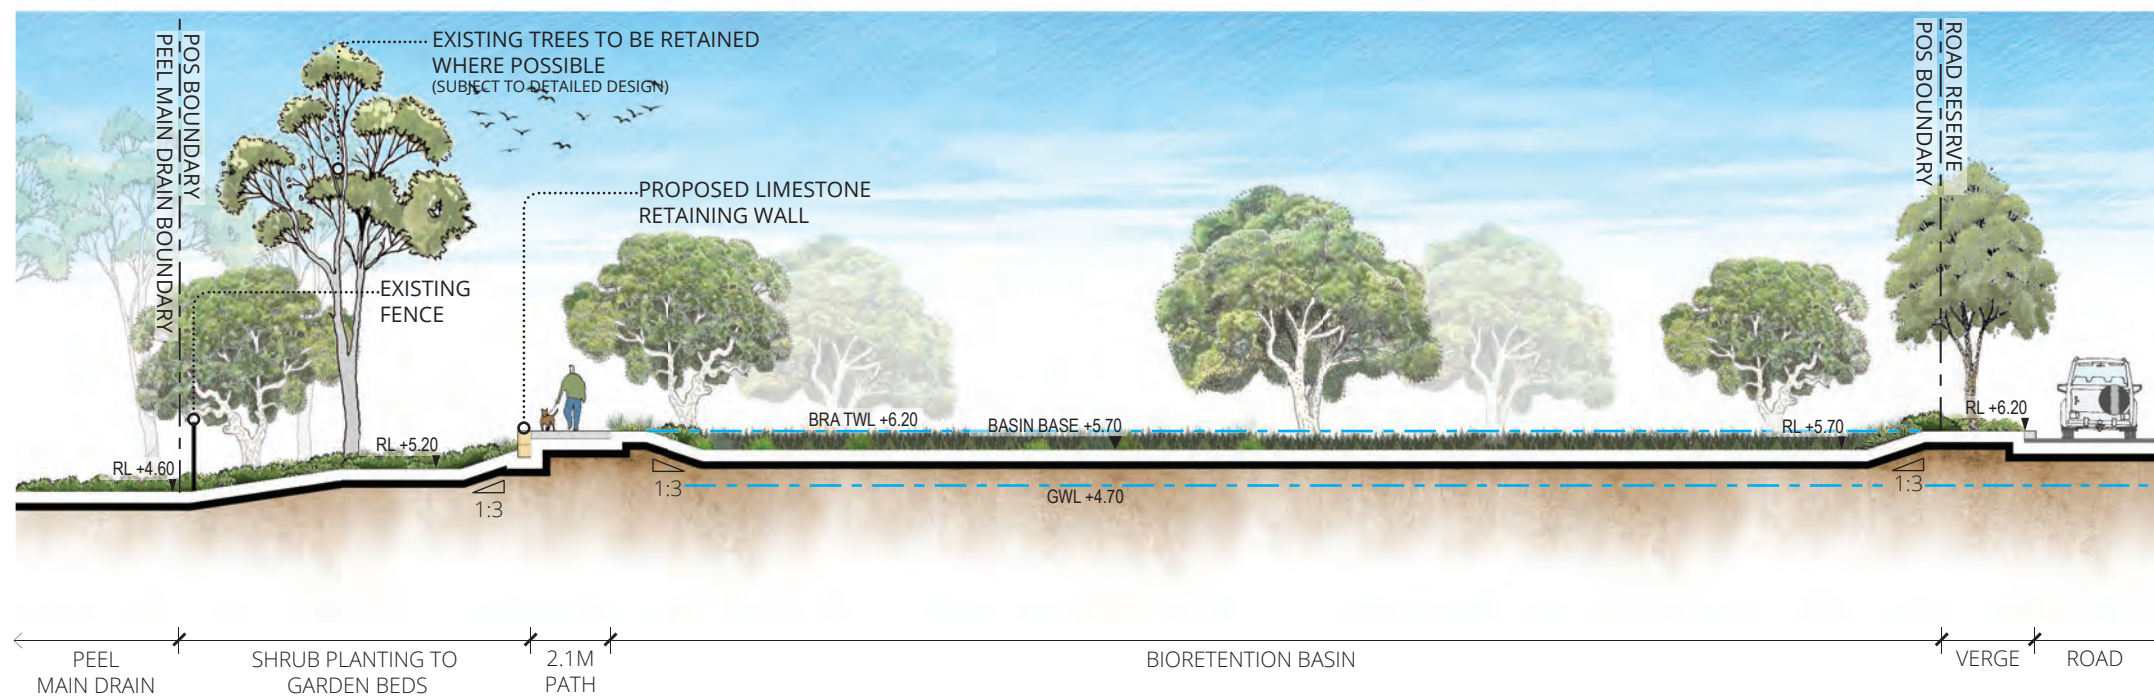 POS BOUNDARY
PEEL MAIN DRAIN BOUNDARY
EXISTING TREES TO BE RETAINED
WHERE POSSIBLE
(SUBJECT TO DETAILED DESIGN)
ROAD RESERVE
POS BOUNDARY
PROPOSED LIMESTONE
RETAINING WALL
EXISTING
FENCE
BRA TWL +6.20
BASIN BASE +5.70
RL +5.70
RL +6.20
RL +5.20
RL +4.60
1:3
1:3
1:3
GWL +4.70
PEEL
MAIN DRAIN
SHRUB PLANTING TO
GARDEN BEDS
2.1M
PATH
BIORETENTION BASIN
VERGE
ROAD